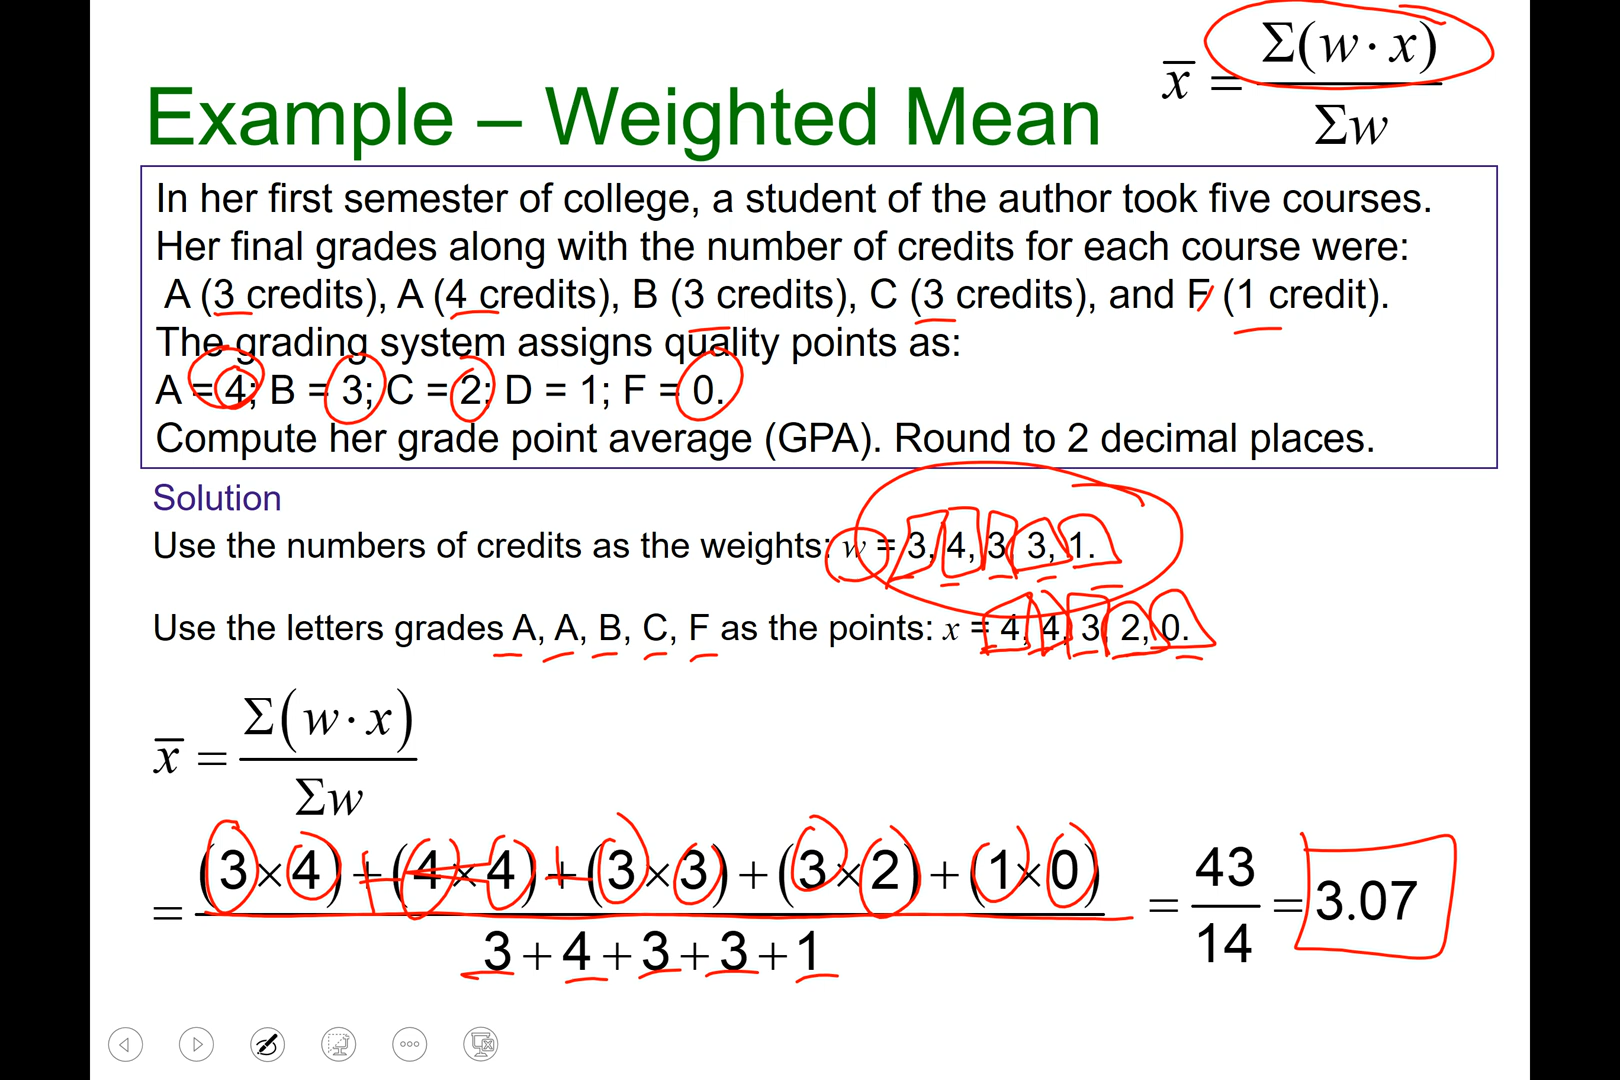 x̄ = Σ(w · x) / Σw
Example – Weighted Mean
In her first semester of college, a student of the author took five courses.
Her final grades along with the number of credits for each course were:
A (3 credits), A (4 credits), B (3 credits), C (3 credits), and F (1 credit).
The grading system assigns quality points as:
A = 4; B = 3; C = 2; D = 1; F = 0.
Compute her grade point average (GPA). Round to 2 decimal places.
Solution
Use the numbers of credits as the weights: w = 3, 4, 3, 3, 1.
Use the letters grades A, A, B, C, F as the points: x = 4, 4, 3, 2, 0.
x̄ = Σ(w · x) / Σw
= (3×4) + (4×4) + (3×3) + (3×2) + (1×0) / 3 + 4 + 3 + 3 + 1 = 43 / 14 = 3.07